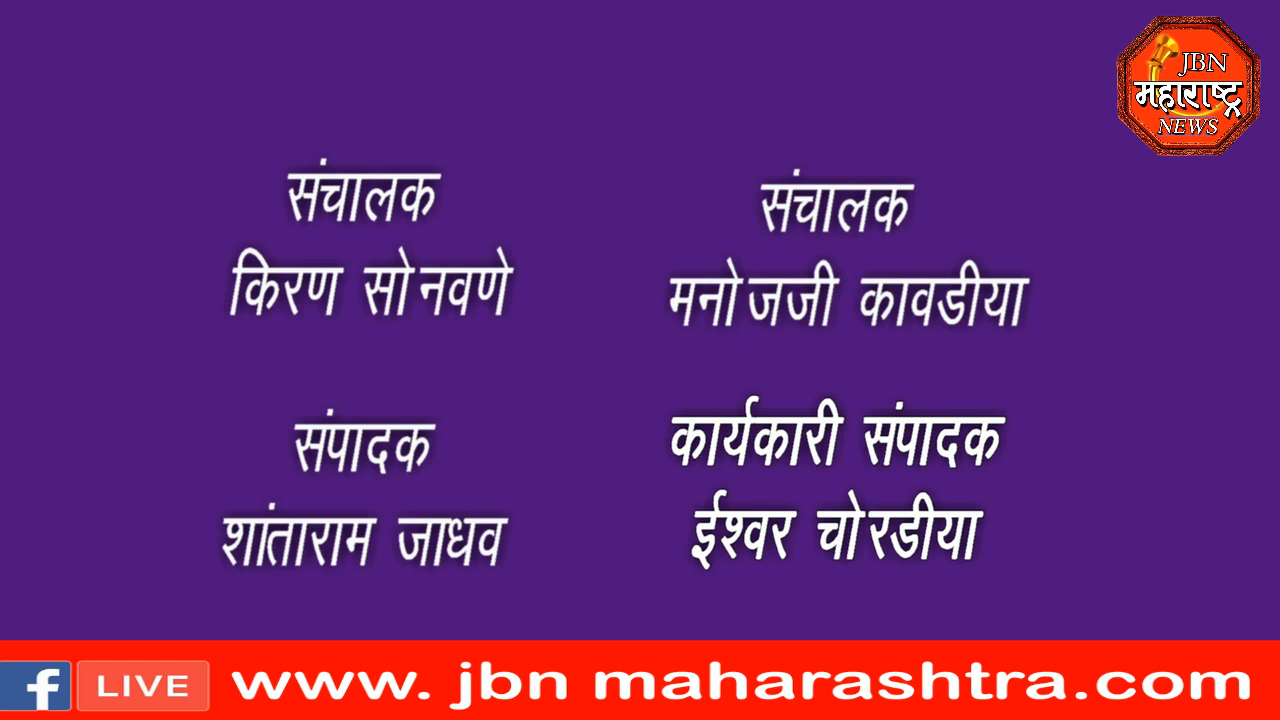 JBN
महाराष्ट्र
NEWS
संचालक
किरण सोनवणे
संचालक
मनोजजी कावडीया
संपादक
शांताराम जाधव
कार्यकारी संपादक
ईश्वर चोरडीया
f LIVE www. jbn maharashtra.com